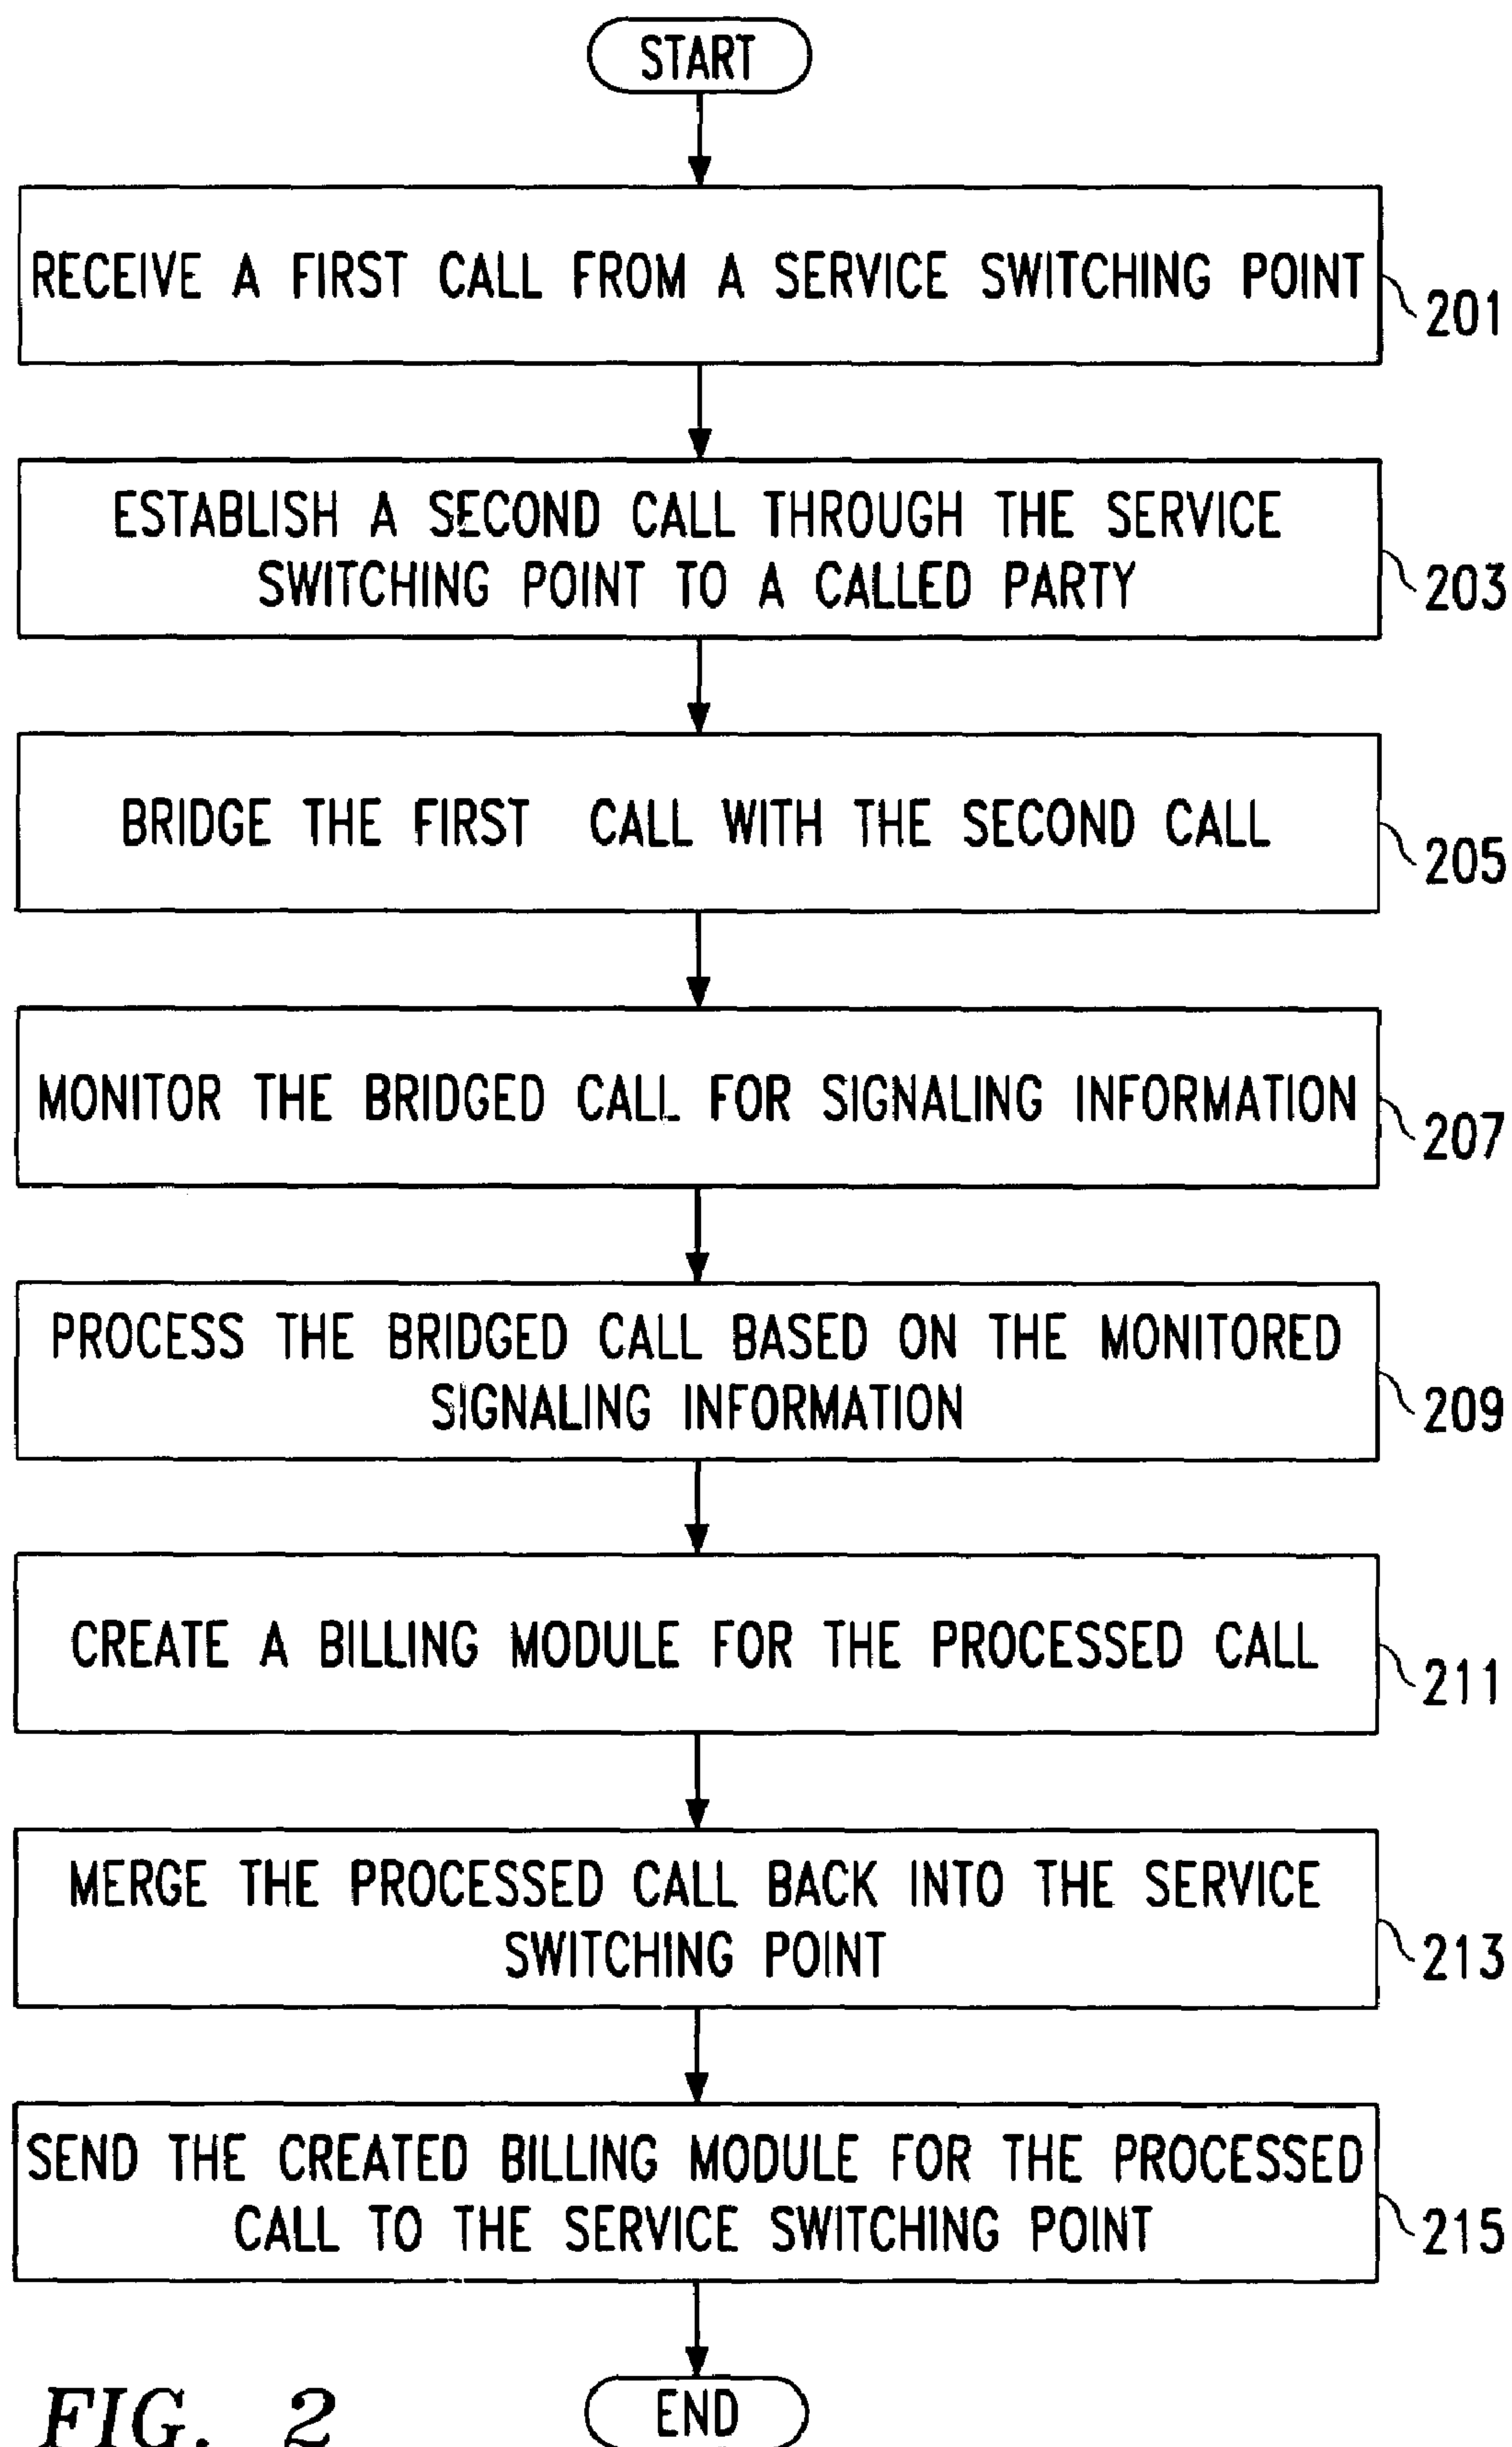 START
RECEIVE A FIRST CALL FROM A SERVICE SWITCHING POINT
201
ESTABLISH A SECOND CALL THROUGH THE SERVICE
SWITCHING POINT TO A CALLED PARTY
203
BRIDGE THE FIRST CALL WITH THE SECOND CALL
205
MONITOR THE BRIDGED CALL FOR SIGNALING INFORMATION
207
PROCESS THE BRIDGED CALL BASED ON THE MONITORED
SIGNALING INFORMATION
209
CREATE A BILLING MODULE FOR THE PROCESSED CALL
211
MERGE THE PROCESSED CALL BACK INTO THE SERVICE
SWITCHING POINT
213
SEND THE CREATED BILLING MODULE FOR THE PROCESSED
CALL TO THE SERVICE SWITCHING POINT
215
END
FIG. 2